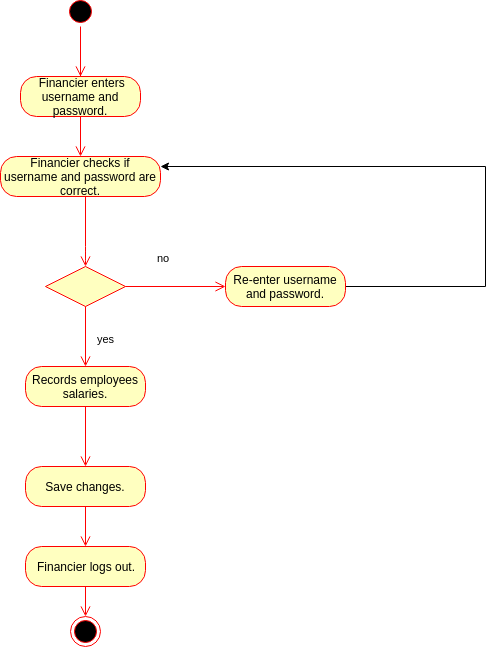 Financier enters
username and
password.
Financier checks if
username and password are
correct.
no
Re-enter username
and password.
yes
Records employees
salaries.
Save changes.
Financier logs out.